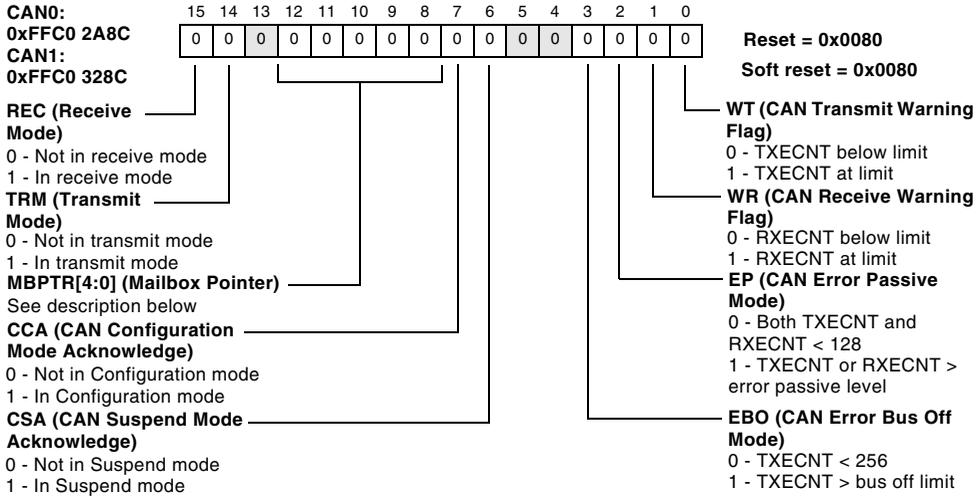 CAN0:
0xFFC0 2A8C
CAN1:
0xFFC0 328C
15 14 13 12 11 10 9 8 7 6 5 4 3 2 1 0
0 0 0 0 0 0 0 0 0 0 0 0 0 0 0 0
Reset = 0x0080
Soft reset = 0x0080
REC (Receive
Mode)
0 - Not in receive mode
1 - In receive mode
TRM (Transmit
Mode)
0 - Not in transmit mode
1 - In transmit mode
MBPTR[4:0] (Mailbox Pointer)
See description below
CCA (CAN Configuration
Mode Acknowledge)
0 - Not in Configuration mode
1 - In Configuration mode
CSA (CAN Suspend Mode
Acknowledge)
0 - Not in Suspend mode
1 - In Suspend mode
WT (CAN Transmit Warning
Flag)
0 - TXECNT below limit
1 - TXECNT at limit
WR (CAN Receive Warning
Flag)
0 - RXECNT below limit
1 - RXECNT at limit
EP (CAN Error Passive
Mode)
0 - Both TXECNT and
RXECNT < 128
1 - TXECNT or RXECNT >
error passive level
EBO (CAN Error Bus Off
Mode)
0 - TXECNT < 256
1 - TXECNT > bus off limit